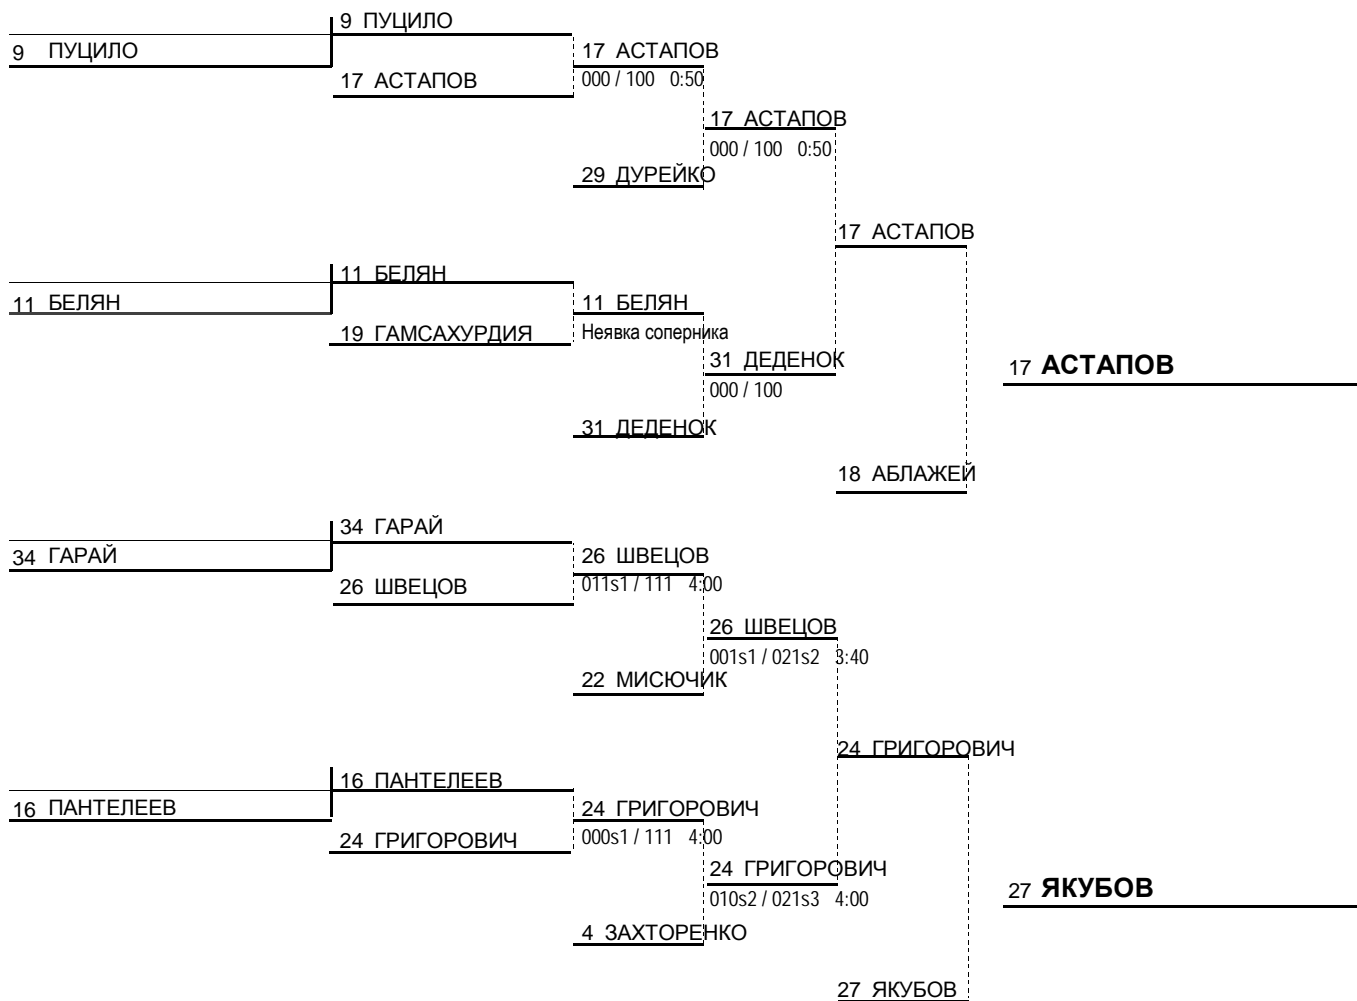 9 ПУЦИЛО
9 ПУЦИЛО
17 АСТАПОВ
17 АСТАПОВ
000 / 100 0:50
17 АСТАПОВ
000 / 100 0:50
29 ДУРЕЙКО
17 АСТАПОВ
11 БЕЛЯН
11 БЕЛЯН
11 БЕЛЯН
19 ГАМСАХУРДИЯ
Неявка соперника
31 ДЕДЕНОК
17 АСТАПОВ
000 / 100
31 ДЕДЕНОК
18 АБЛАЖЕЙ
34 ГАРАЙ
34 ГАРАЙ
26 ШВЕЦОВ
26 ШВЕЦОВ
011s1 / 111 4:00
26 ШВЕЦОВ
001s1 / 021s2 3:40
22 МИСЮЧИК
24 ГРИГОРОВИЧ
16 ПАНТЕЛЕЕВ
16 ПАНТЕЛЕЕВ
24 ГРИГОРОВИЧ
24 ГРИГОРОВИЧ
000s1 / 111 4:00
24 ГРИГОРОВИЧ
27 ЯКУБОВ
010s2 / 021s3 4:00
4 ЗАХТОРЕНКО
27 ЯКУБОВ